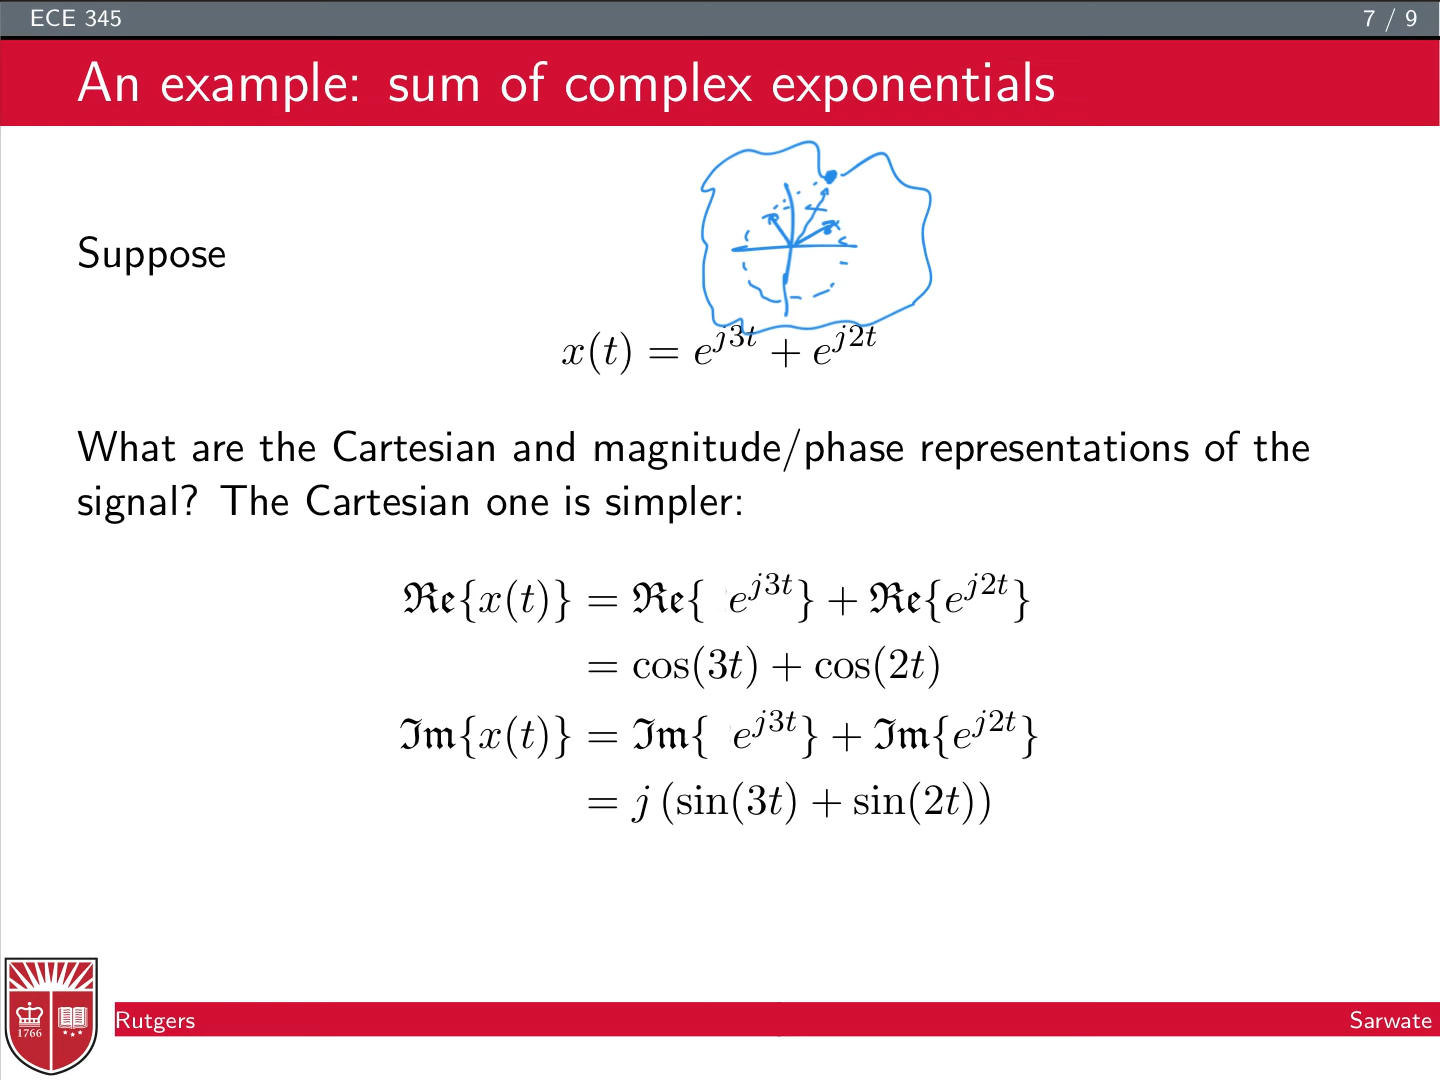 ECE 345
7 / 9
An example: sum of complex exponentials
Suppose
x(t) = e^{j3t} + e^{j2t}
What are the Cartesian and magnitude/phase representations of the
signal? The Cartesian one is simpler:
ℜ𝔢{x(t)} = ℜ𝔢{ e^{j3t}} + ℜ𝔢{e^{j2t}}
= cos(3t) + cos(2t)
ℑ𝔪{x(t)} = ℑ𝔪{ e^{j3t}} + ℑ𝔪{e^{j2t}}
= j (sin(3t) + sin(2t))
1766
Rutgers
Sarwate